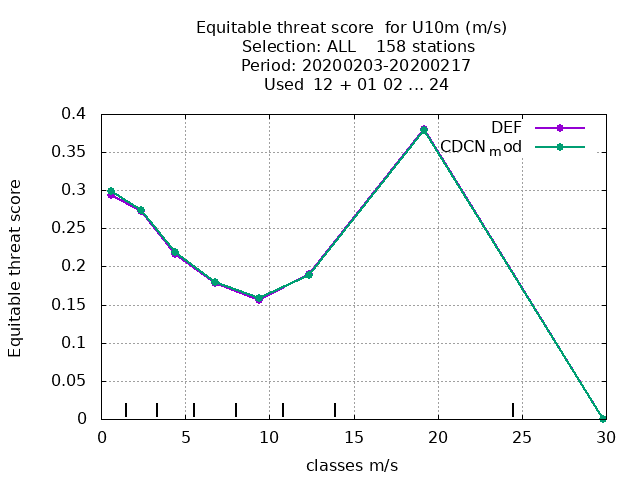 Equitable threat score  for U10m (m/s)
Selection: ALL    158 stations
Period: 20200203-20200217
Used  12 + 01 02 ... 24
DEF
CDCN_mod
0.4
0.35
0.3
0.25
0.2
0.15
0.1
0.05
0
Equitable threat score
0 5 10 15 20 25 30
classes m/s